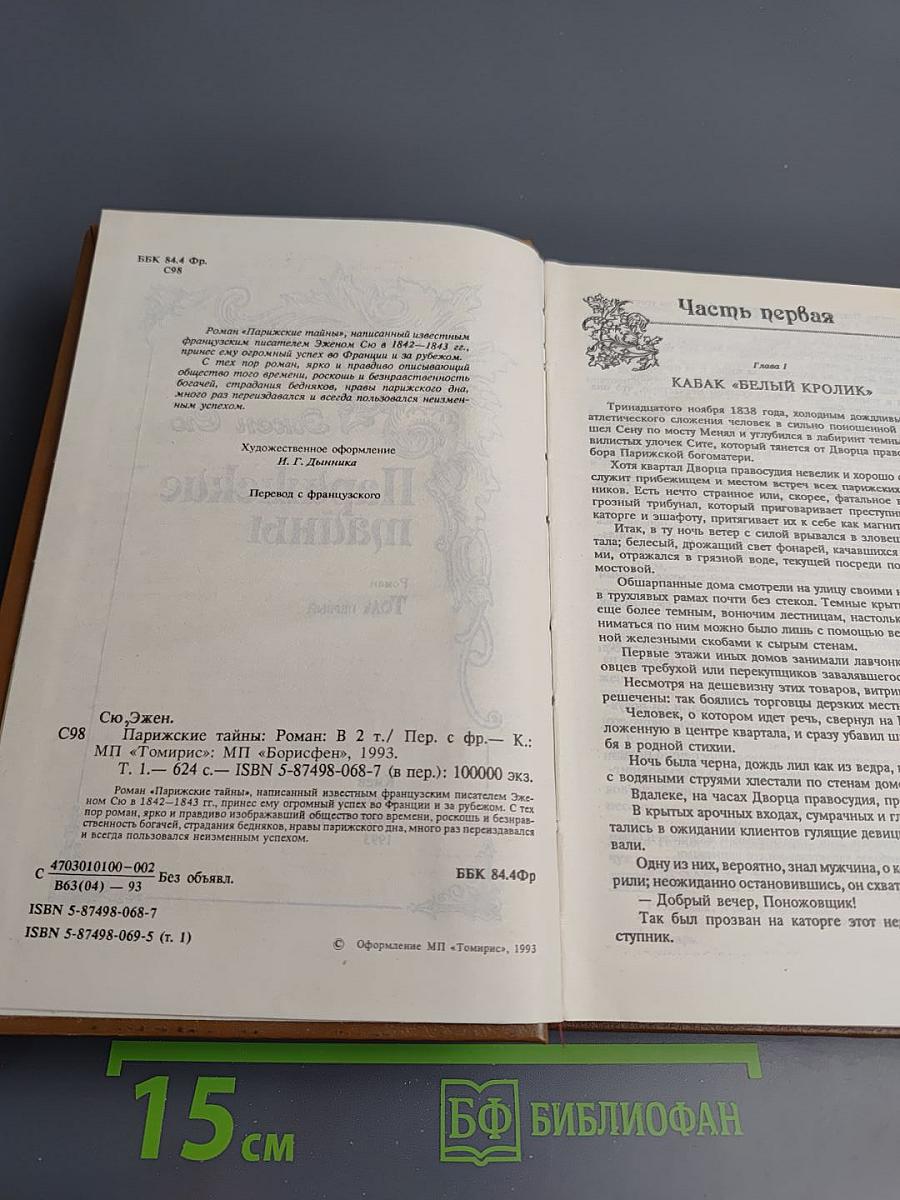 ББК 84.4 Фр.
С98
Роман «Парижские тайны», написанный известным
французским писателем Эженом Сю в 1842—1843 гг.,
принес ему огромный успех во Франции и за рубежом.
С тех пор роман, ярко и правдиво описывающий
общество того времени, роскошь и безнравственность
богачей, страдания бедняков, нравы парижского дна,
много раз переиздавался и всегда пользовался неизмен-
ным успехом.
Художественное оформление
И. Г. Дынника
Перевод с французского
Сю, Эжен.
С98 Парижские тайны: Роман: В 2 т./ Пер. с фр.— К.:
МП «Томирис»: МП «Борисфен», 1993.
Т. 1.— 624 с.— ISBN 5-87498-068-7 (в пер.): 100000 экз.
Роман «Парижские тайны», написанный известным французским писателем Эже-
ном Сю в 1842—1843 гг., принес ему огромный успех во Франции и за рубежом. С тех
пор роман, ярко и правдиво изображавший общество того времени, роскошь и безнрав-
ственность богачей, страдания бедняков, нравы парижского дна, много раз переиздавался
и всегда пользовался неизменным успехом.
С 4703010100—002
В63(04) — 93 Без объявл.
ББК 84.4Фр
ISBN 5-87498-068-7
ISBN 5-87498-069-5 (т. 1)
© Оформление МП «Томирис», 1993
Часть первая
Глава 1
КАБАК «БЕЛЫЙ КРОЛИК»
Тринадцатого ноября 1838 года, холодным дождливы
атлетического сложения человек в сильно поношенной
шел Сену по мосту Менял и углубился в лабиринт темны
вилистых улочек Сите, который тянется от Дворца право
бора Парижской богоматери.
Хотя квартал Дворца правосудия невелик и хорошо
служит прибежищем и местом встреч всех парижских
ников. Есть нечто странное или, скорее, фатальное
грозный трибунал, который приговаривает преступн
каторге и эшафоту, притягивает их к себе как магнит
Итак, в ту ночь ветер с силой врывался в зловещ
тала; белесый, дрожащий свет фонарей, качавшихся
ми, отражался в грязной воде, текущей посреди по
мостовой.
Обшарпанные дома смотрели на улицу своими
в трухлявых рамах почти без стекол. Темные крыт
еще более темным, вонючим лестницам, настольк
ниматься по ним можно было лишь с помощью ве
ной железными скобами к сырым стенам.
Первые этажи иных домов занимали лавчонк
овцев требухой или перекупщиков завалявшегос
Несмотря на дешевизну этих товаров, витри
решечены: так боялись торговцы дерзких местн
Человек, о котором идет речь, свернул на
ложенную в центре квартала, и сразу убавил ш
бя в родной стихии.
Ночь была черна, дождь лил как из ведра,
с водяными струями хлестали по стенам дом
Вдалеке, на часах Дворца правосудия, пр
В крытых арочных входах, сумрачных и гл
тались в ожидании клиентов гулящие девиц
вали.
Одну из них, вероятно, знал мужчина, о к
рили; неожиданно остановившись, он схват
— Добрый вечер, Поножовщик!
Так был прозван на каторге этот не
ступник.
15 см
БФ БИБЛИОФАН